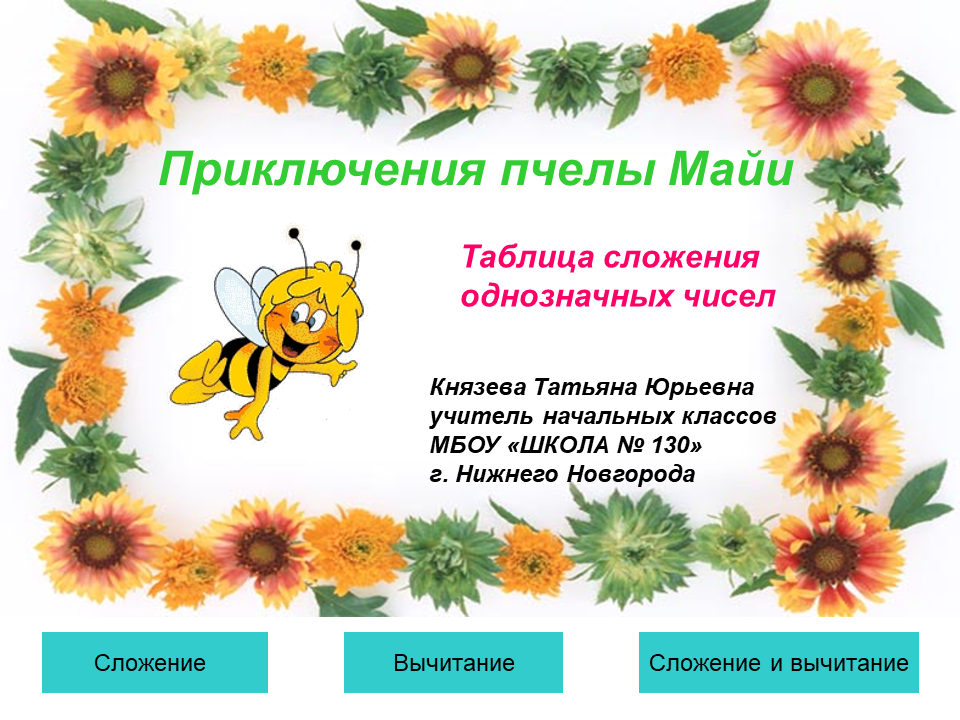 Приключения пчелы Майи
Таблица сложения
однозначных чисел
Князева Татьяна Юрьевна
учитель начальных классов
МБОУ «ШКОЛА № 130»
г. Нижнего Новгорода
Сложение
Вычитание
Сложение и вычитание